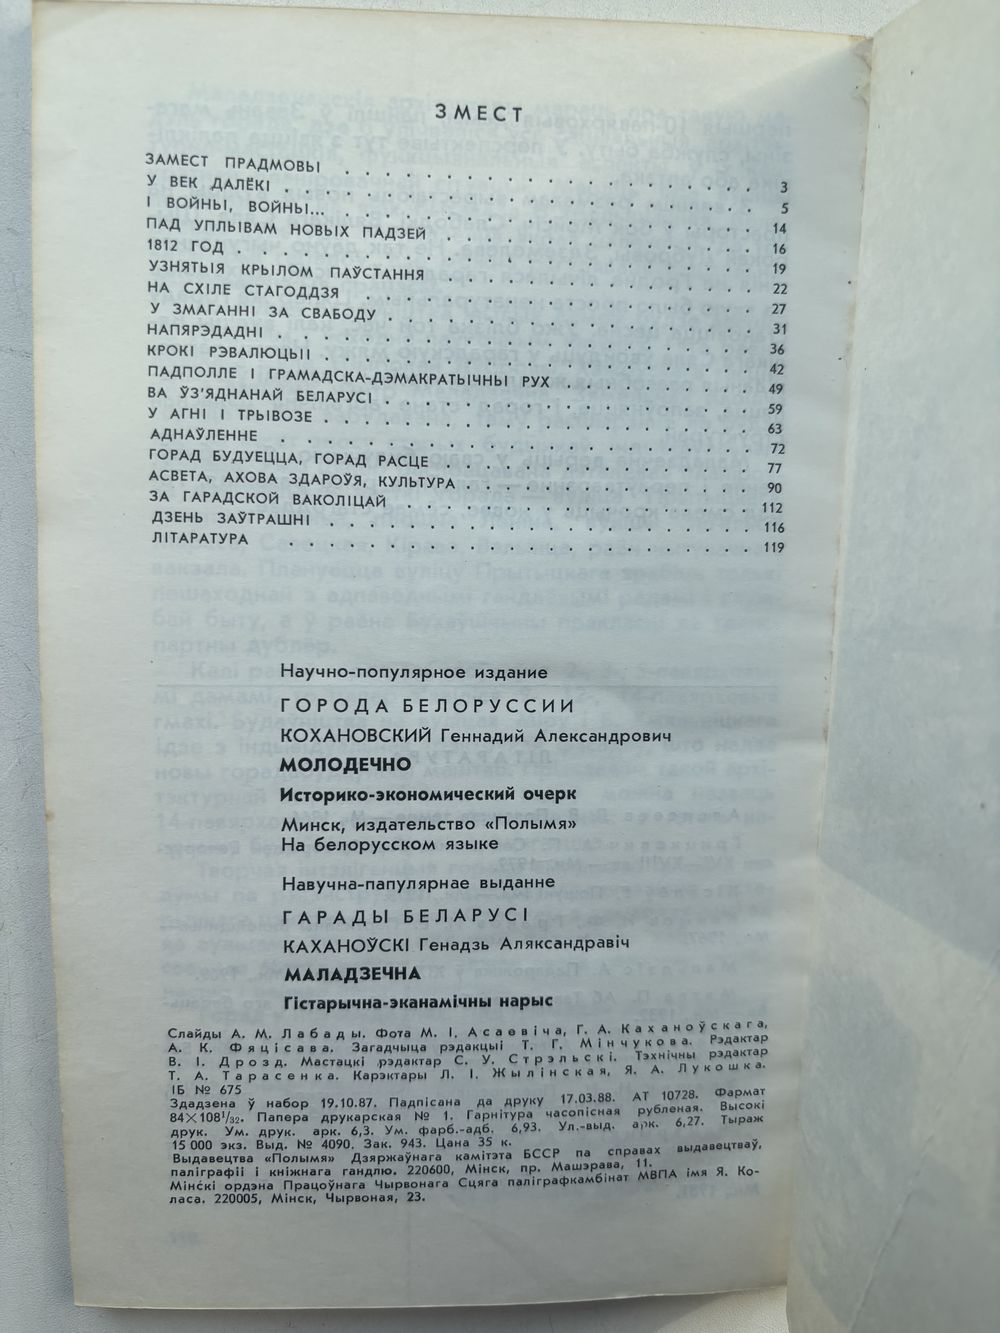 ЗМЕСТ
ЗАМЕСТ ПРАДМОВЫ . . . . . . . . . . . . . . . . . . 3
У ВЕК ДАЛЁКІ . . . . . . . . . . . . . . . . . . . . 5
І ВОЙНЫ, ВОЙНЫ... . . . . . . . . . . . . . . . . . . 14
ПАД УПЛЫВАМ НОВЫХ ПАДЗЕЙ . . . . . . . . . . . . . . 16
1812 ГОД . . . . . . . . . . . . . . . . . . . . . . 19
УЗНЯТЫЯ КРЫЛОМ ПАЎСТАННЯ . . . . . . . . . . . . . . 22
НА СХІЛЕ СТАГОДДЗЯ . . . . . . . . . . . . . . . . . 27
У ЗМАГАННІ ЗА СВАБОДУ . . . . . . . . . . . . . . . . 31
НАПЯРЭДАДНІ . . . . . . . . . . . . . . . . . . . . . 36
КРОКІ РЭВАЛЮЦЫІ . . . . . . . . . . . . . . . . . . . 42
ПАДПОЛЛЕ І ГРАМАДСКА-ДЭМАКРАТЫЧНЫ РУХ . . . . . . . . 49
ВА ЎЗ'ЯДНАНАЙ БЕЛАРУСІ . . . . . . . . . . . . . . . 59
У АГНІ І ТРЫВОЗЕ . . . . . . . . . . . . . . . . . . 63
АДНАЎЛЕННЕ . . . . . . . . . . . . . . . . . . . . . 72
ГОРАД БУДУЕЦЦА, ГОРАД РАСЦЕ . . . . . . . . . . . . . 77
АСВЕТА, АХОВА ЗДАРОЎЯ, КУЛЬТУРА . . . . . . . . . . . 90
ЗА ГАРАДСКОЙ ВАКОЛІЦАЙ . . . . . . . . . . . . . . . 112
ДЗЕНЬ ЗАЎТРАШНІ . . . . . . . . . . . . . . . . . . . 116
ЛІТАРАТУРА . . . . . . . . . . . . . . . . . . . . . 119
Научно-популярное издание
ГОРОДА БЕЛОРУССИИ
КОХАНОВСКИЙ Геннадий Александрович
МОЛОДЕЧНО
Историко-экономический очерк
Минск, издательство «Полымя»
На белорусском языке
Навучна-папулярнае выданне
ГАРАДЫ БЕЛАРУСІ
КАХАНОЎСКІ Генадзь Аляксандравіч
МАЛАДЗЕЧНА
Гістарычна-эканамічны нарыс
Слайды А. М. Лабады. Фота М. І. Асаевіча, Г. А. Каханоўскага,
А. К. Фяцісава. Загадчыца рэдакцыі Т. Г. Мінчукова. Рэдактар
В. І. Дрозд. Мастацкі рэдактар С. У. Стрэльскі. Тэхнічны рэдактар
Т. А. Тарасенка. Карэктары Л. І. Жылінская, Я. А. Лукошка.
ІБ № 675
Здадзена ў набор 19.10.87. Падпісана да друку 17.03.88. АТ 10728. Фармат
84×108¹/₃₂. Папера друкарская № 1. Гарнітура часопісная рубленая. Высокі
друк. Ум. друк. арк. 6,3. Ум. фарб.-адб. 6,93. Ул.-выд. арк. 6,27. Тыраж
15 000 экз. Выд. № 4090. Зак. 943. Цана 35 к.
Выдавецтва «Полымя» Дзяржаўнага камітэта БССР па справах выдавецтваў,
паліграфіі і кніжнага гандлю. 220600, Мінск, пр. Машэрава, 11.
Мінскі ордэна Працоўнага Чырвонага Сцяга паліграфкамбінат МВПА імя Я. Ко-
ласа. 220005, Мінск, Чырвоная, 23.